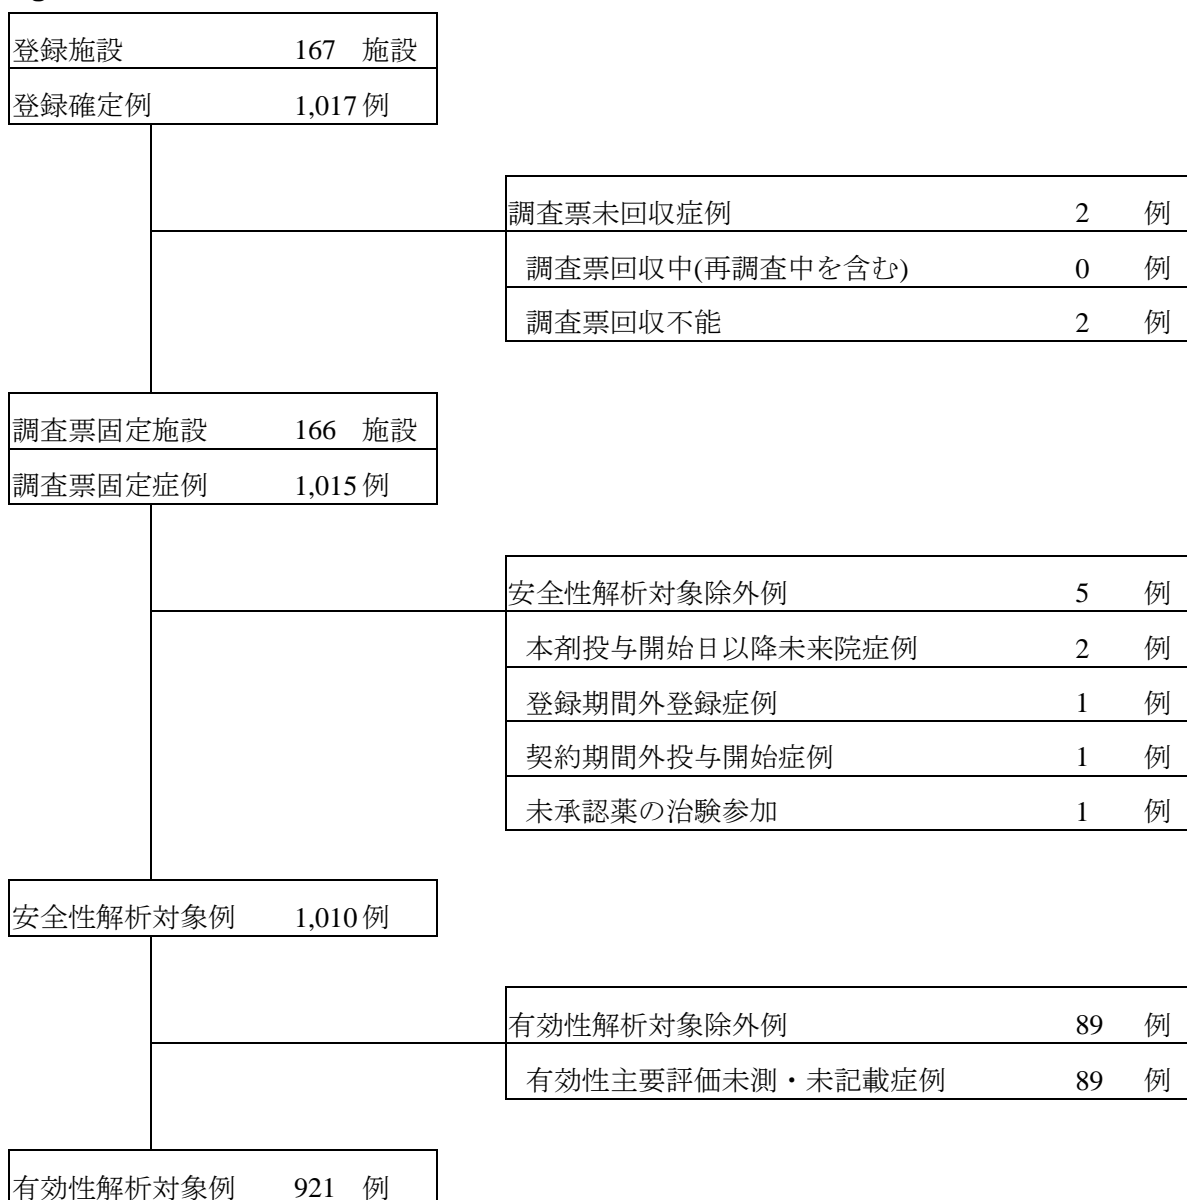 登録施設 167 施設
登録確定例 1,017 例
調査票未回収症例 2 例
調査票回収中(再調査中を含む) 0 例
調査票回収不能 2 例
調査票固定施設 166 施設
調査票固定症例 1,015 例
安全性解析対象除外例 5 例
本剤投与開始日以降未来院症例 2 例
登録期間外登録症例 1 例
契約期間外投与開始症例 1 例
未承認薬の治験参加 1 例
安全性解析対象例 1,010 例
有効性解析対象除外例 89 例
有効性主要評価未測・未記載症例 89 例
有効性解析対象例 921 例